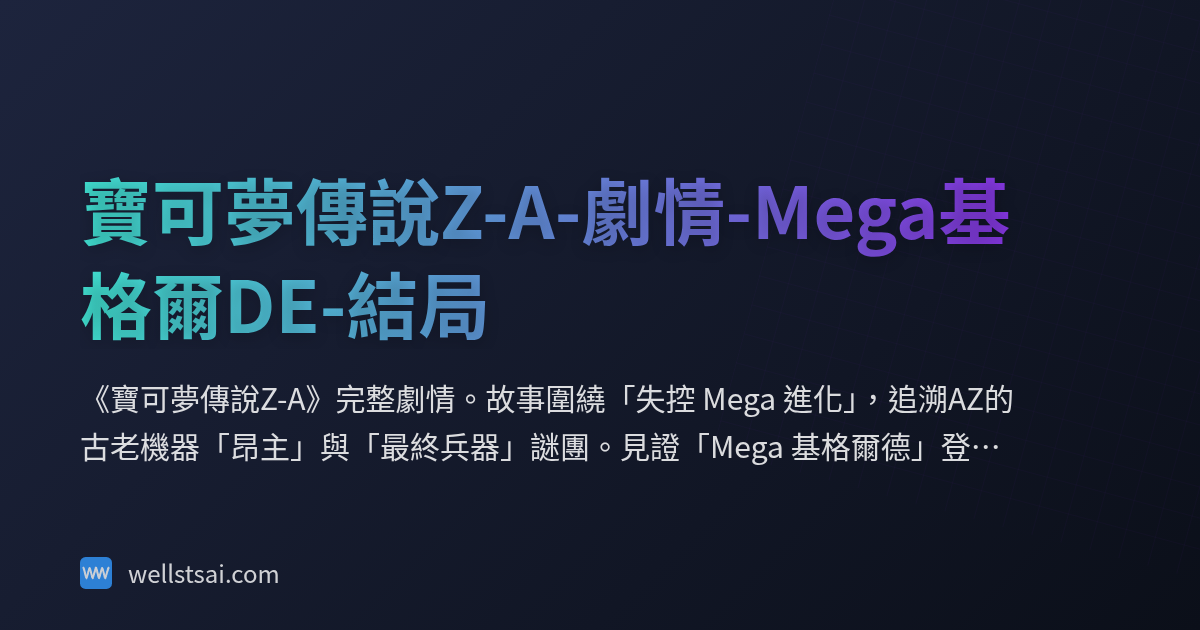 寶可夢傳說Z-A-劇情-Mega基
格爾DE-結局
《寶可夢傳說Z-A》完整劇情。故事圍繞「失控 Mega 進化」，追溯AZ的
古老機器「昂主」與「最終兵器」謎團。見證「Mega 基格爾德」登…
wellstsai.com